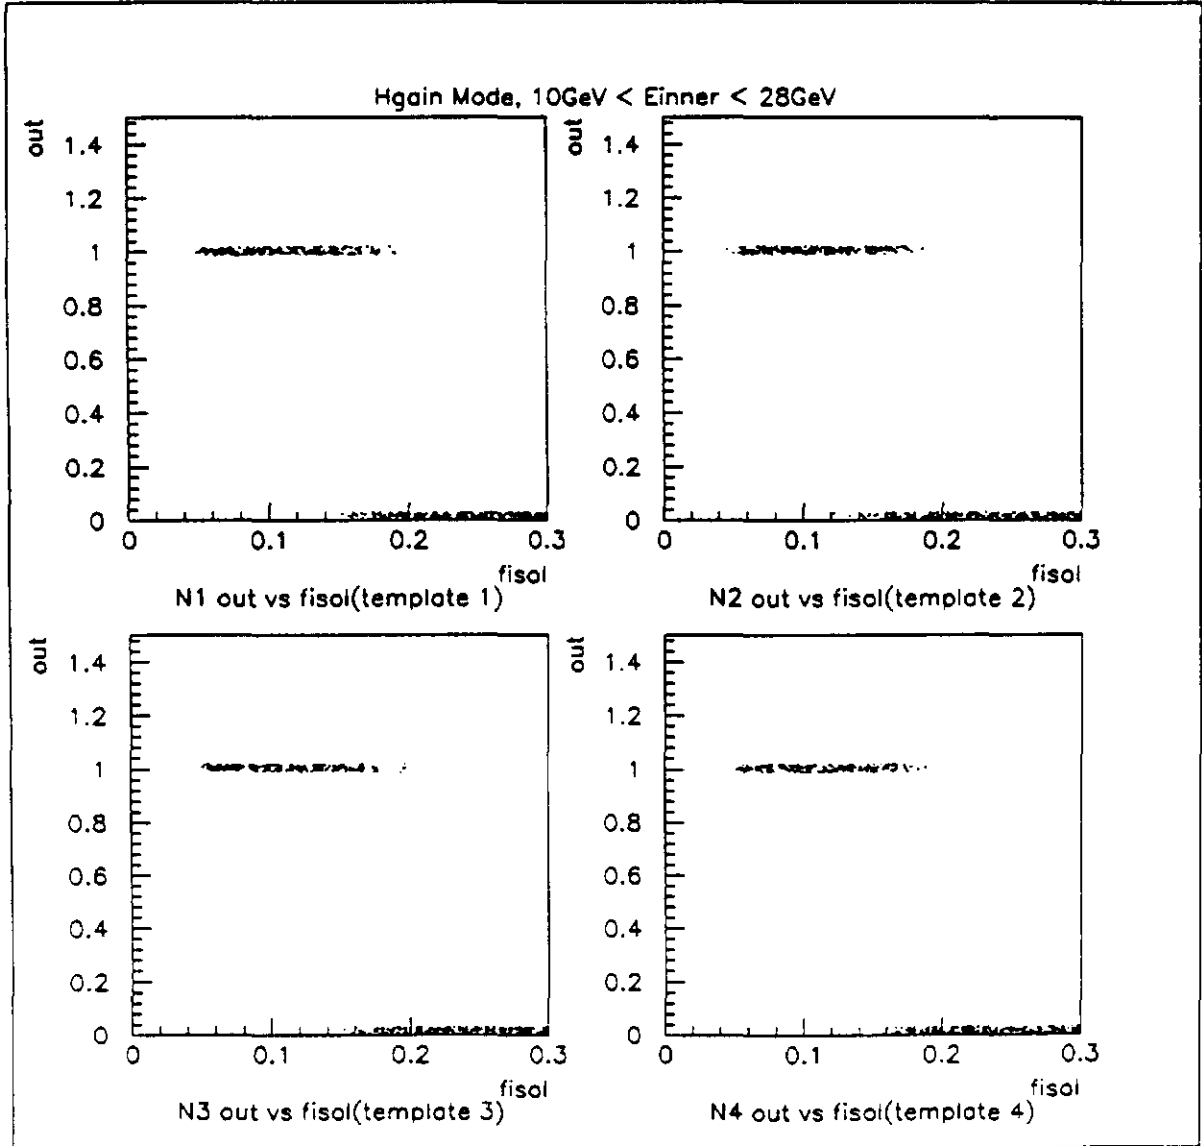 Hgain Mode, 10GeV < Einner < 28GeV
out
1.4
1.2
1
0.8
0.6
0.4
0.2
0
0 0.1 0.2 0.3
fisol
N1 out vs fisol(template 1)
out
1.4
1.2
1
0.8
0.6
0.4
0.2
0
0 0.1 0.2 0.3
fisol
N2 out vs fisol(template 2)
out
1.4
1.2
1
0.8
0.6
0.4
0.2
0
0 0.1 0.2 0.3
fisol
N3 out vs fisol(template 3)
out
1.4
1.2
1
0.8
0.6
0.4
0.2
0
0 0.1 0.2 0.3
fisol
N4 out vs fisol(template 4)